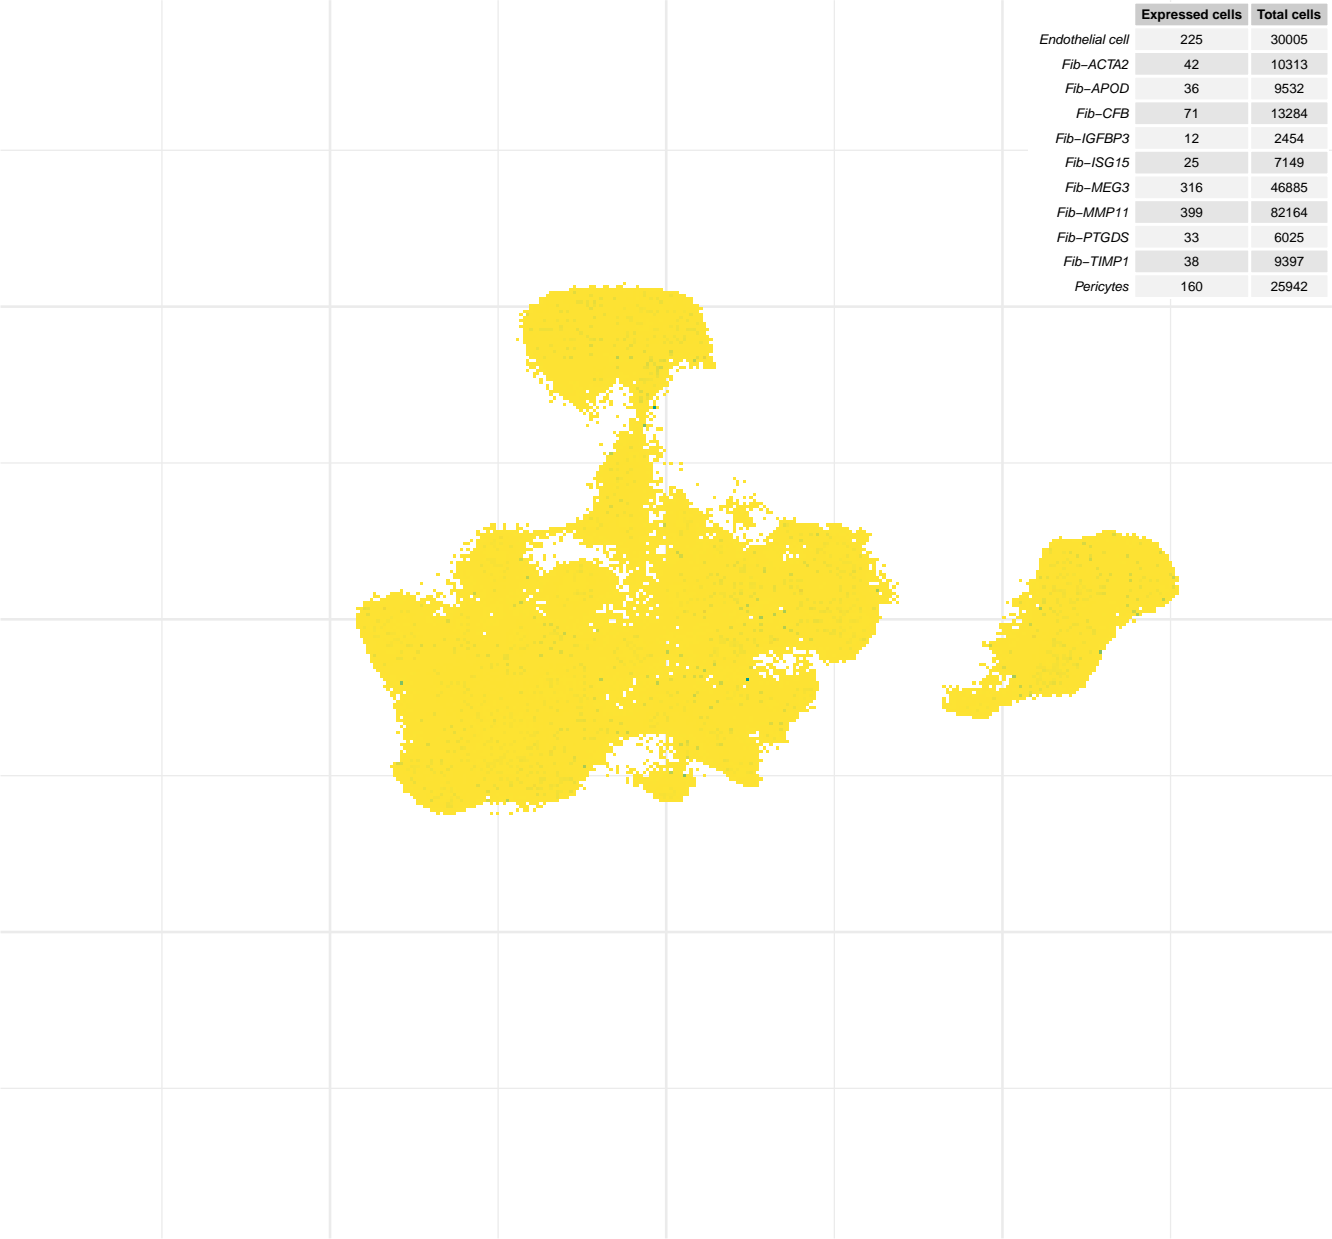 Expressed cells Total cells
Endothelial cell 225 30005
Fib−ACTA2 42 10313
Fib−APOD 36 9532
Fib−CFB 71 13284
Fib−IGFBP3 12 2454
Fib−ISG15 25 7149
Fib−MEG3 316 46885
Fib−MMP11 399 82164
Fib−PTGDS 33 6025
Fib−TIMP1 38 9397
Pericytes 160 25942